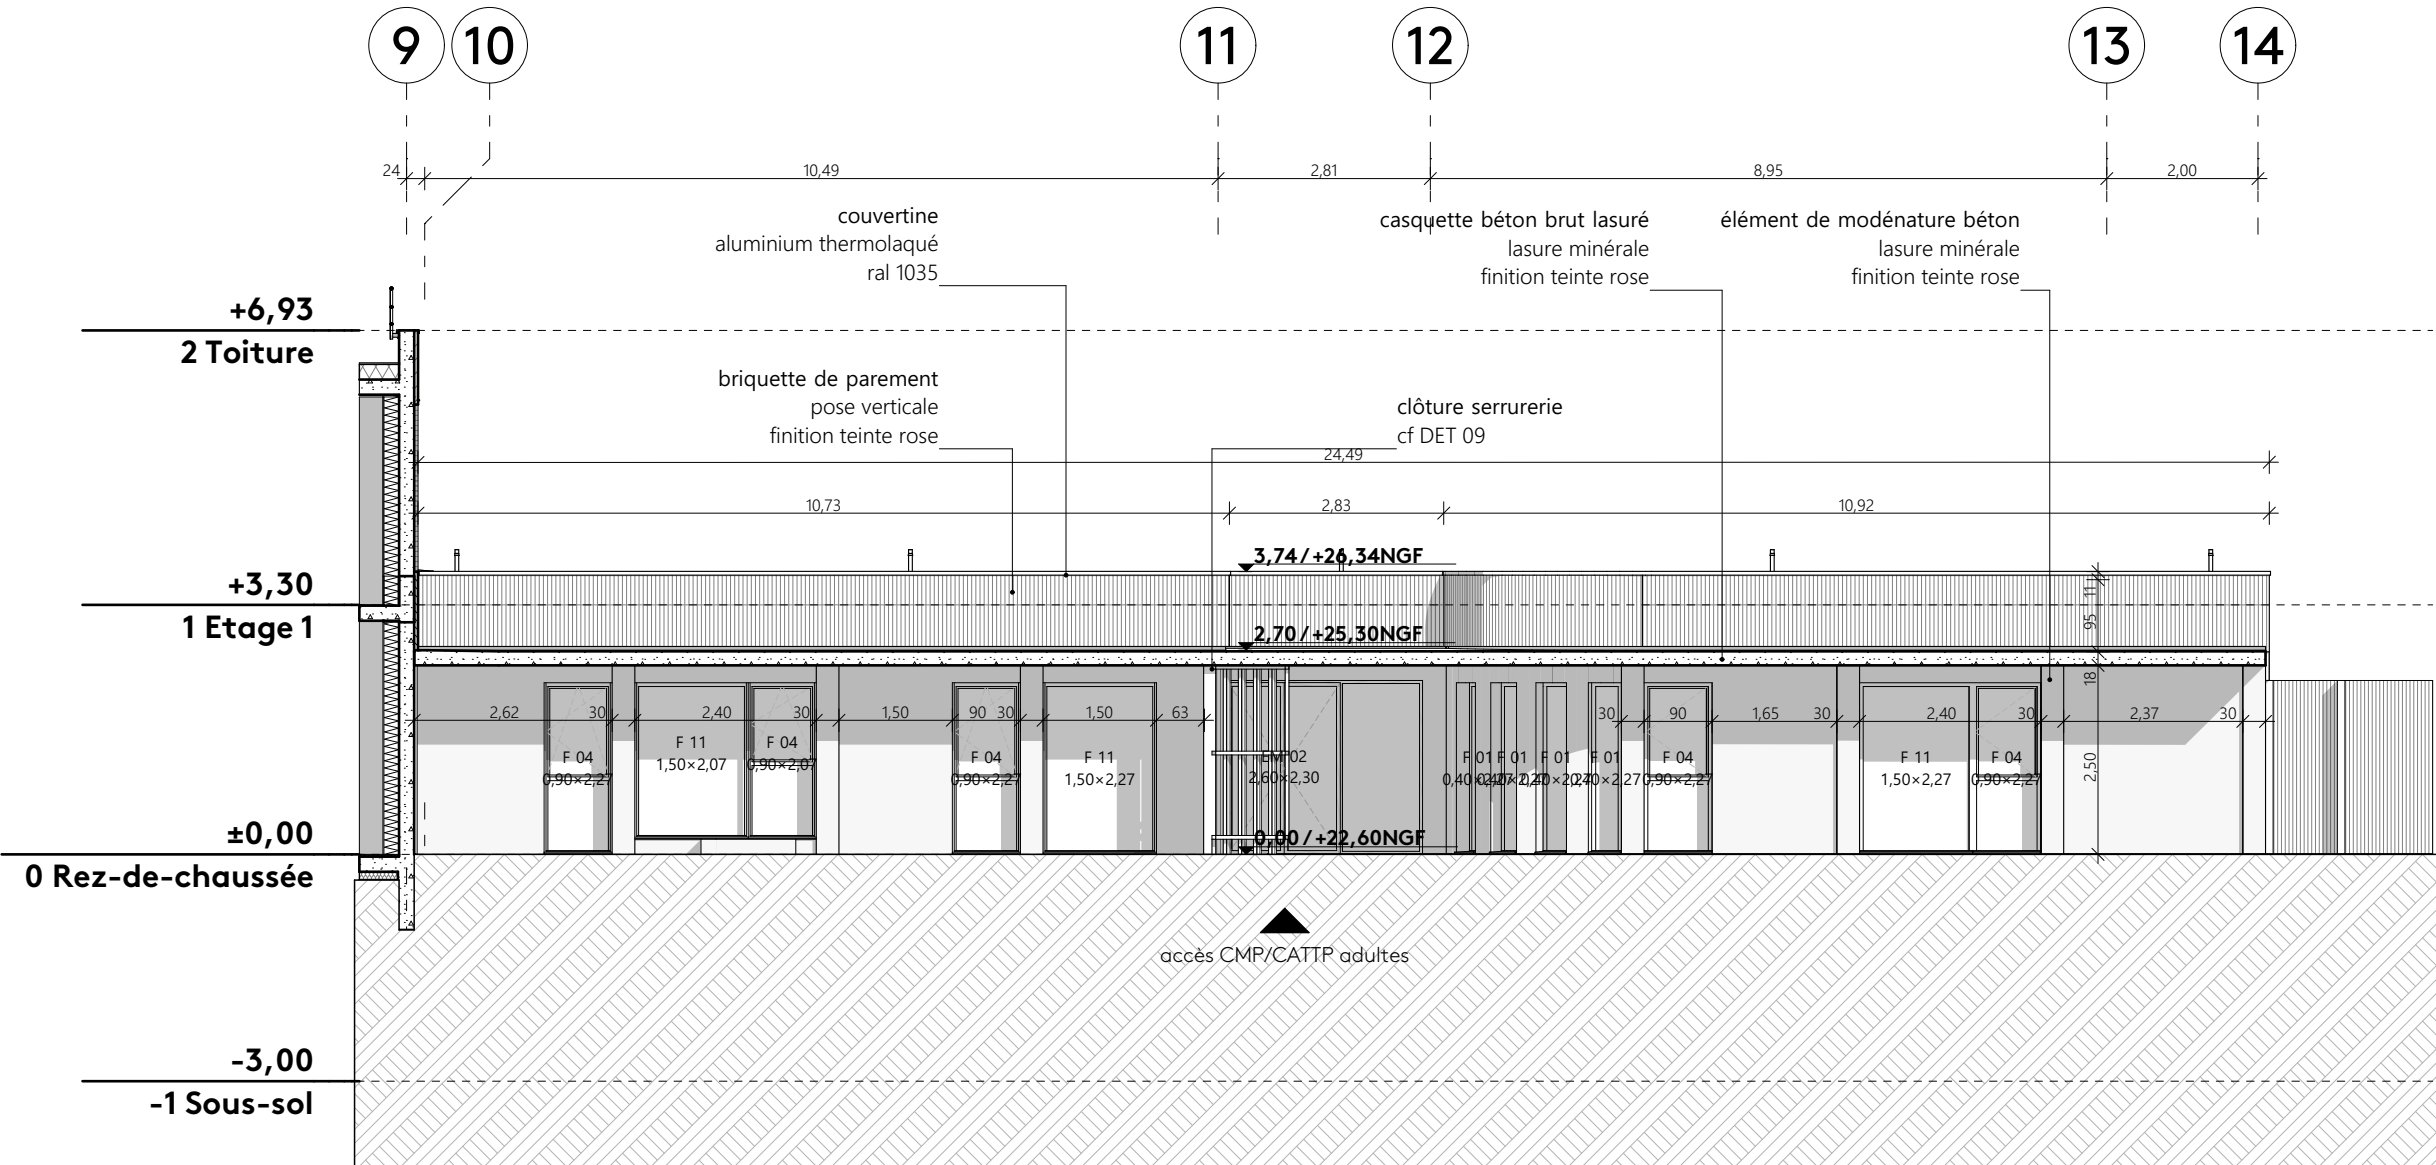 9
10
11
12
13
14
24
10,49
2,81
8,95
2,00
couvertine
aluminium thermolaqué
ral 1035
casquette béton brut lasuré
lasure minérale
finition teinte rose
élément de modénature béton
lasure minérale
finition teinte rose
+6,93
2 Toiture
briquette de parement
pose verticale
finition teinte rose
clôture serrurerie
cf DET 09
24,49
10,73
2,83
10,92
3,74 / +26,34NGF
+3,30
1 Etage 1
11
95
2,70 / +25,30NGF
18
2,62
30
2,40
30
1,50
90
30
1,50
63
30
90
1,65
30
2,40
30
2,37
30
F 04
0,90×2,27
F 11
1,50×2,07
F 04
0,90×2,07
F 04
0,90×2,27
F 11
1,50×2,27
EM 02
2,60×2,30
F 01
F 01
F 01
F 01
0,40×2,27
F 04
0,90×2,27
F 11
1,50×2,27
F 04
0,90×2,27
2,50
±0,00
0 Rez-de-chaussée
0,00 / +22,60NGF
accès CMP/CATTP adultes
-3,00
-1 Sous-sol